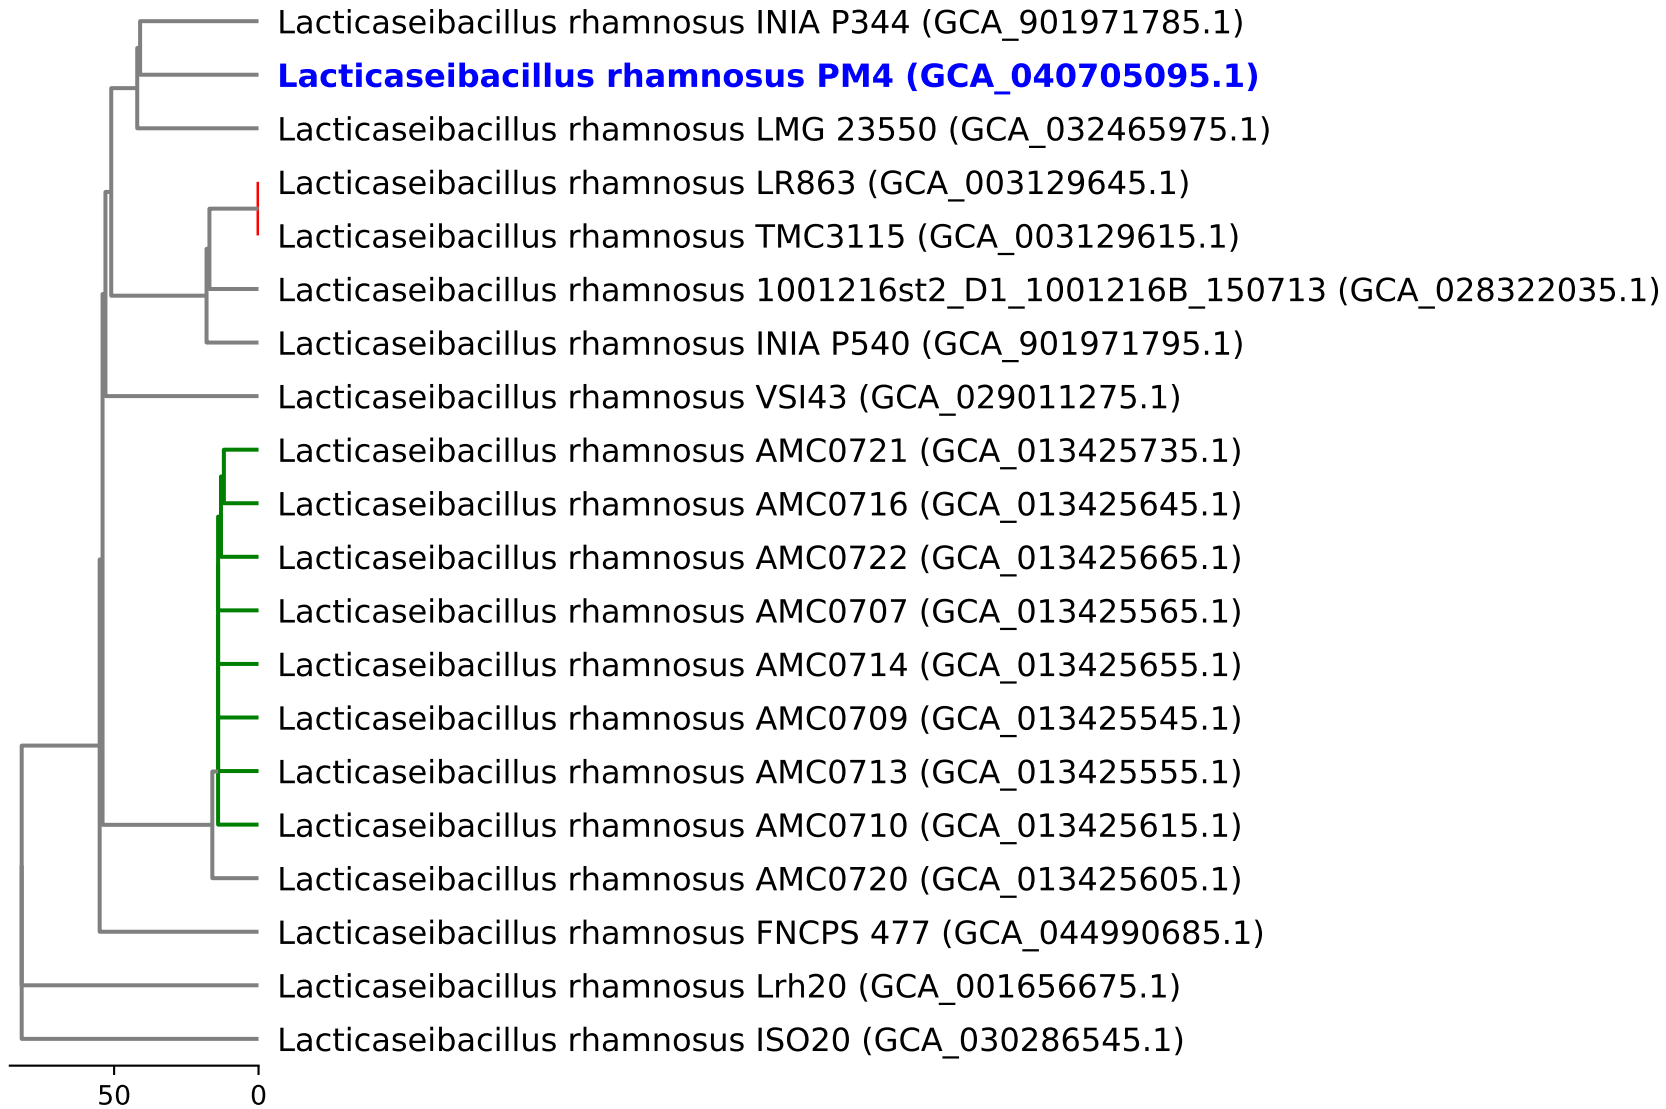 Lacticaseibacillus rhamnosus INIA P344 (GCA_901971785.1)
Lacticaseibacillus rhamnosus PM4 (GCA_040705095.1)
Lacticaseibacillus rhamnosus LMG 23550 (GCA_032465975.1)
Lacticaseibacillus rhamnosus LR863 (GCA_003129645.1)
Lacticaseibacillus rhamnosus TMC3115 (GCA_003129615.1)
Lacticaseibacillus rhamnosus 1001216st2_D1_1001216B_150713 (GCA_028322035.1)
Lacticaseibacillus rhamnosus INIA P540 (GCA_901971795.1)
Lacticaseibacillus rhamnosus VSI43 (GCA_029011275.1)
Lacticaseibacillus rhamnosus AMC0721 (GCA_013425735.1)
Lacticaseibacillus rhamnosus AMC0716 (GCA_013425645.1)
Lacticaseibacillus rhamnosus AMC0722 (GCA_013425665.1)
Lacticaseibacillus rhamnosus AMC0707 (GCA_013425565.1)
Lacticaseibacillus rhamnosus AMC0714 (GCA_013425655.1)
Lacticaseibacillus rhamnosus AMC0709 (GCA_013425545.1)
Lacticaseibacillus rhamnosus AMC0713 (GCA_013425555.1)
Lacticaseibacillus rhamnosus AMC0710 (GCA_013425615.1)
Lacticaseibacillus rhamnosus AMC0720 (GCA_013425605.1)
Lacticaseibacillus rhamnosus FNCPS 477 (GCA_044990685.1)
Lacticaseibacillus rhamnosus Lrh20 (GCA_001656675.1)
Lacticaseibacillus rhamnosus ISO20 (GCA_030286545.1)
50 0